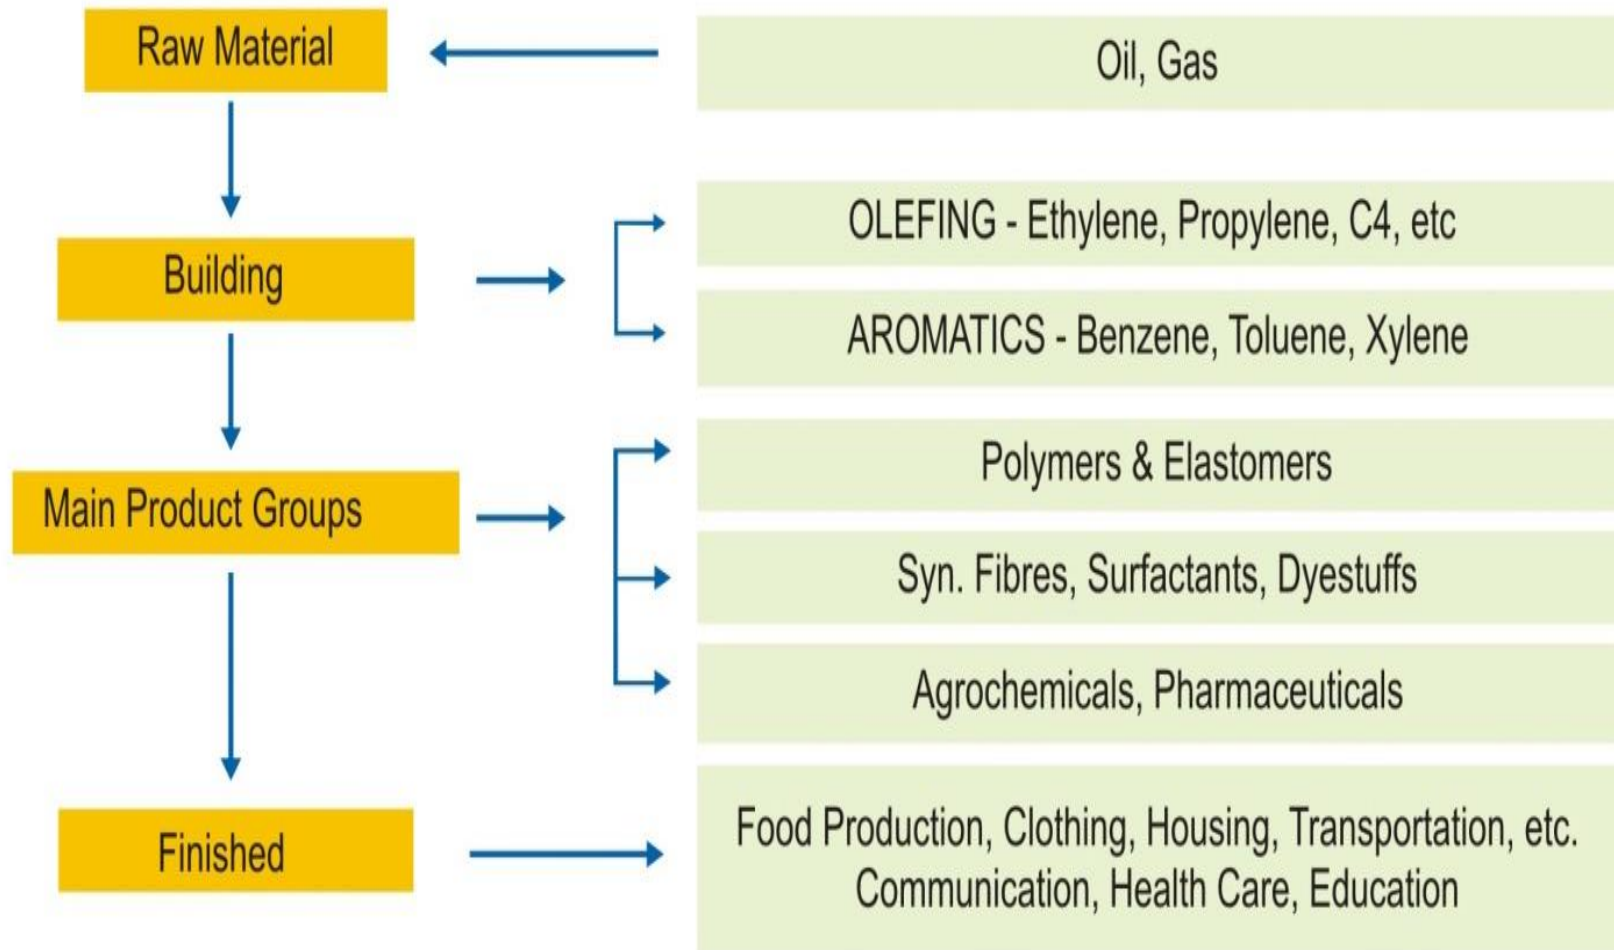 Raw Material
Oil, Gas
Building
OLEFING - Ethylene, Propylene, C4, etc
AROMATICS - Benzene, Toluene, Xylene
Main Product Groups
Polymers & Elastomers
Syn. Fibres, Surfactants, Dyestuffs
Agrochemicals, Pharmaceuticals
Finished
Food Production, Clothing, Housing, Transportation, etc.
Communication, Health Care, Education